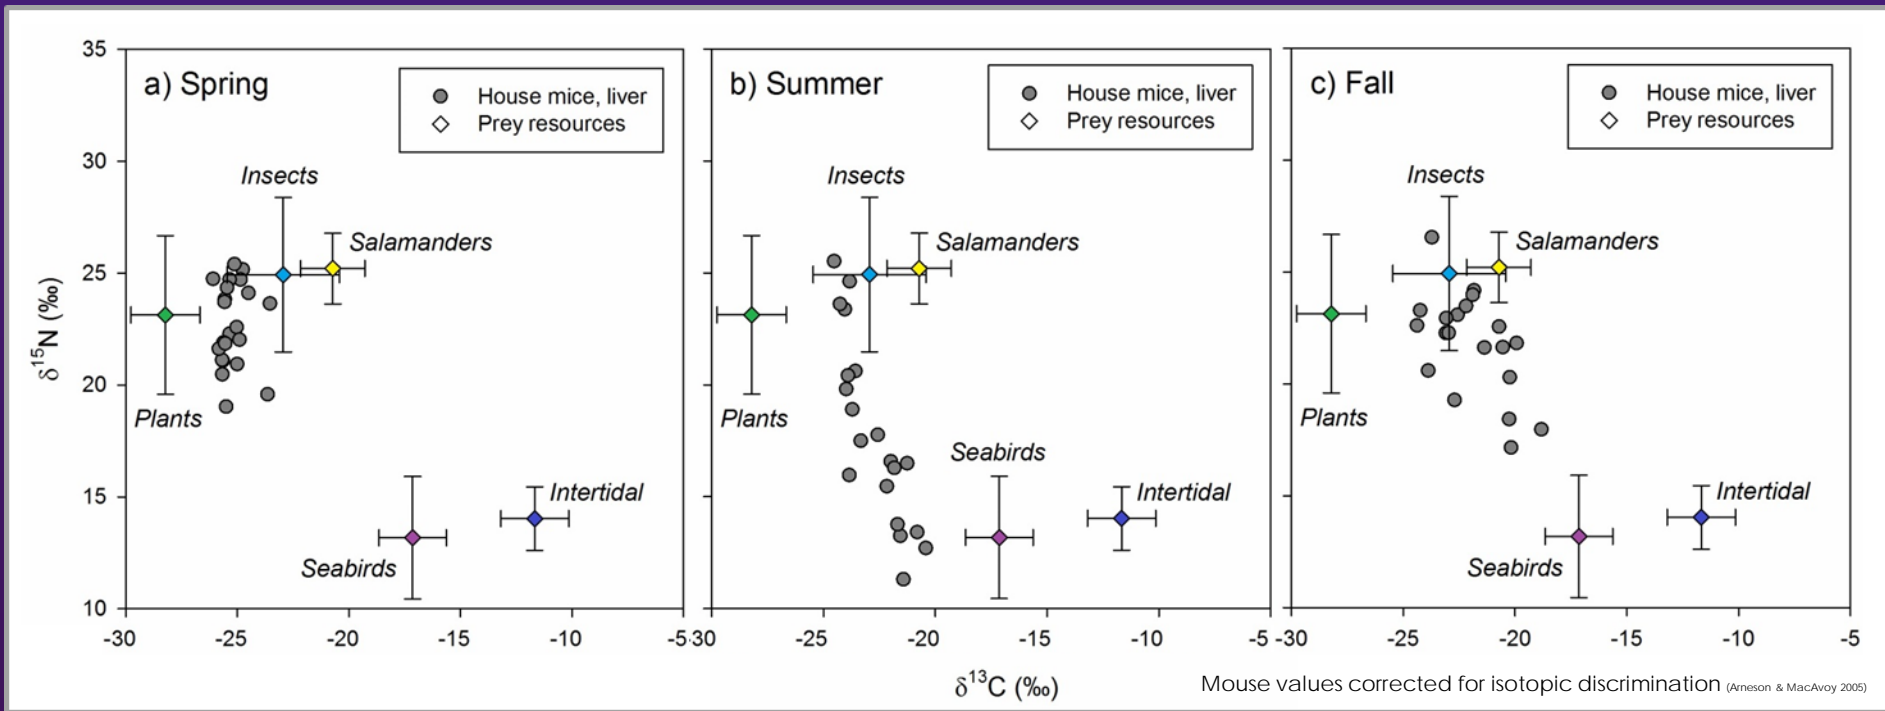 a) Spring
House mice, liver
Prey resources
Insects
Salamanders
Plants
Seabirds
Intertidal
35
30
25
20
15
10
δ15N (‰)
-30 -25 -20 -15 -10 -5
b) Summer
House mice, liver
Prey resources
Insects
Salamanders
Plants
Seabirds
Intertidal
-30 -25 -20 -15 -10 -5
c) Fall
House mice, liver
Prey resources
Insects
Salamanders
Plants
Seabirds
Intertidal
-30 -25 -20 -15 -10 -5
δ13C (‰)
Mouse values corrected for isotopic discrimination (Arneson & MacAvoy 2005)